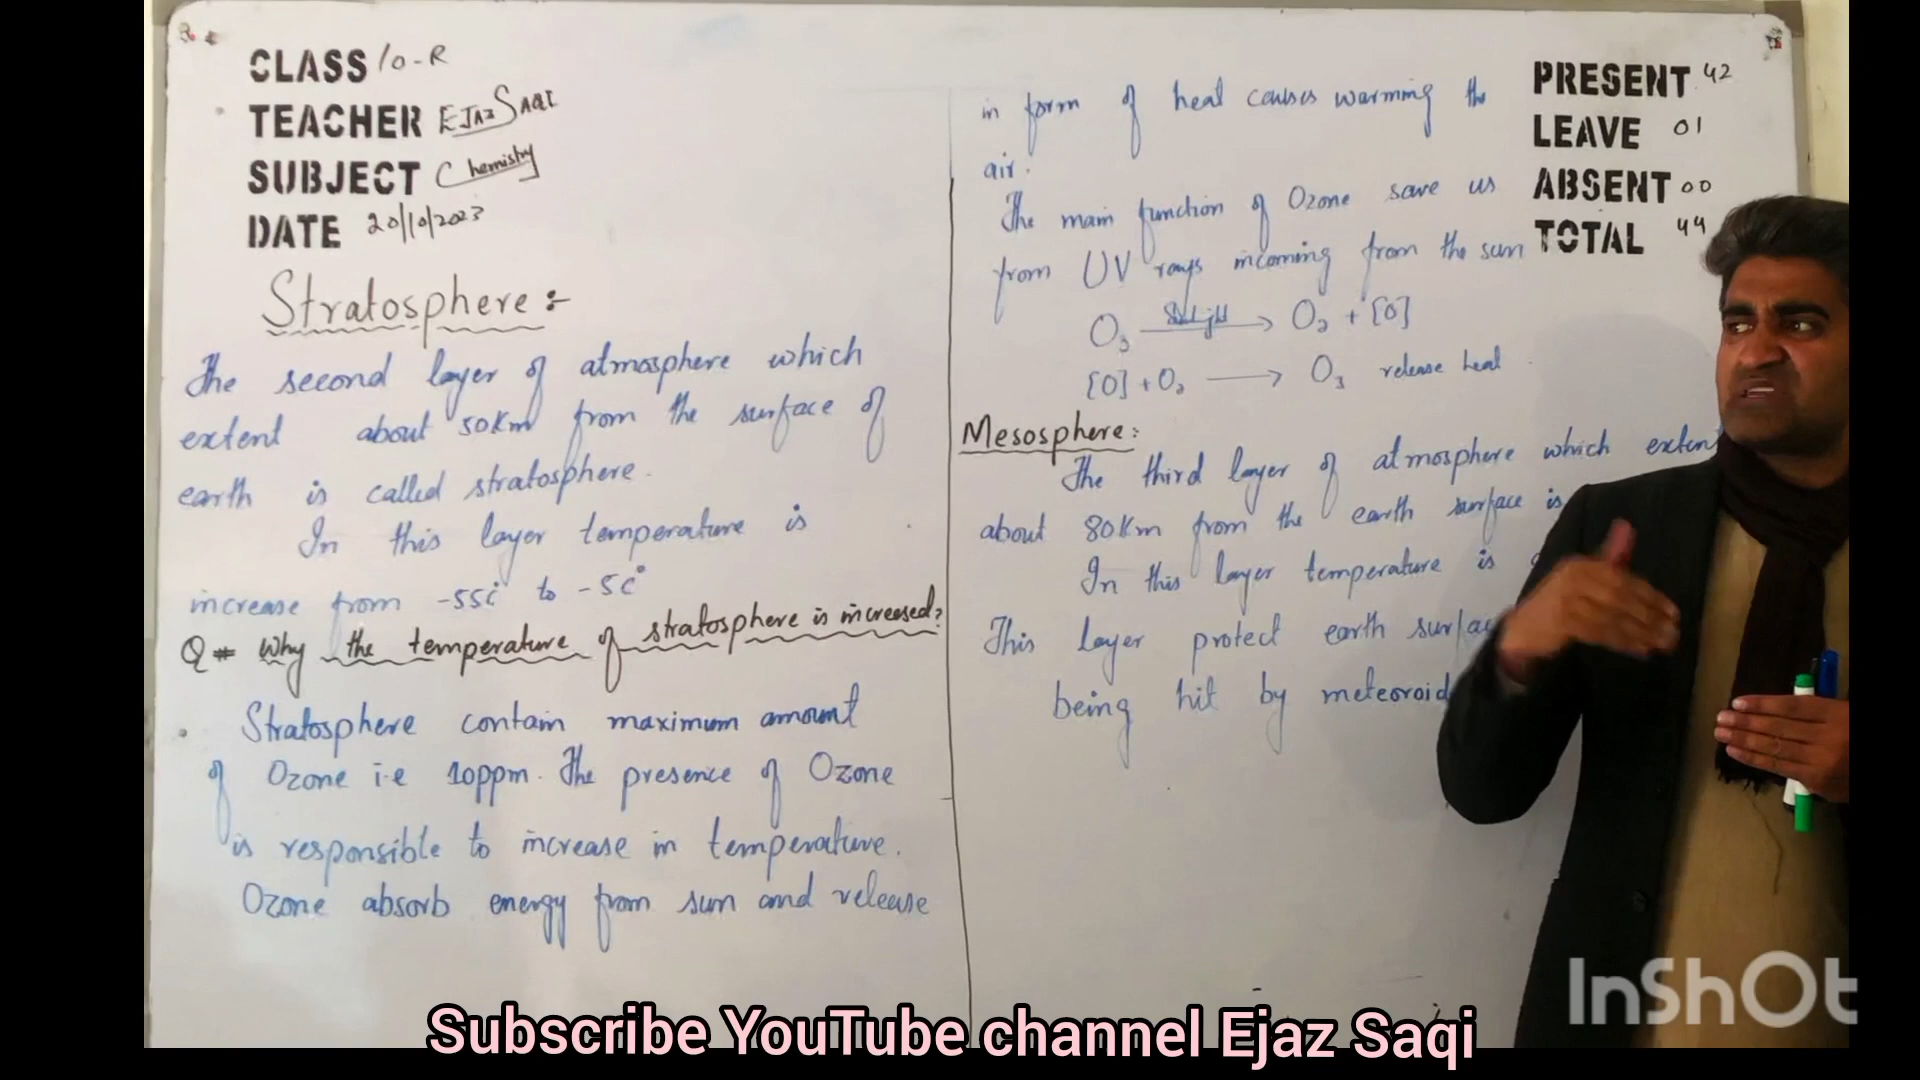 CLASS 10-R
TEACHER EJAZ SAQI
SUBJECT Chemistry
DATE 20/10/2023
Stratosphere:-
The second layer of atmosphere which
extent about 50Km from the surface of
earth is called stratosphere.
In this layer temperature is
increase from -55c° to -5c°
Q# Why the temperature of stratosphere is increesed?
Stratosphere contain maximum amount
of Ozone i.e 10ppm. The presence of Ozone
is responsible to increase in temperature.
Ozone absorb energy from sun and release
in form of heat causes warming the
air.
The main function of Ozone save us
from UV rays incoming from the sun
O₃ Sunlight → O₂ + [O]
[O] + O₂ → O₃ release heat
Mesosphere:
The third layer of atmosphere which exten
about 80Km from the earth surface is
In this layer temperature is
This layer protect earth surfac
being hit by meteoroid
PRESENT 42
LEAVE 01
ABSENT 00
TOTAL 44
InShOt
Subscribe YouTube channel Ejaz Saqi